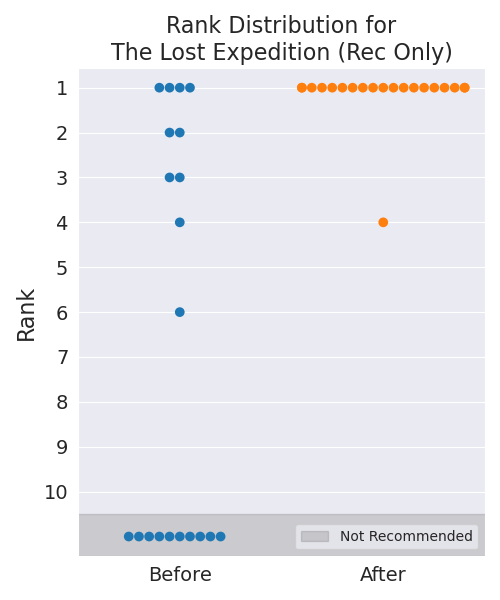 Rank Distribution for
The Lost Expedition (Rec Only)
Rank
1
2
3
4
5
6
7
8
9
10
Not Recommended
Before
After